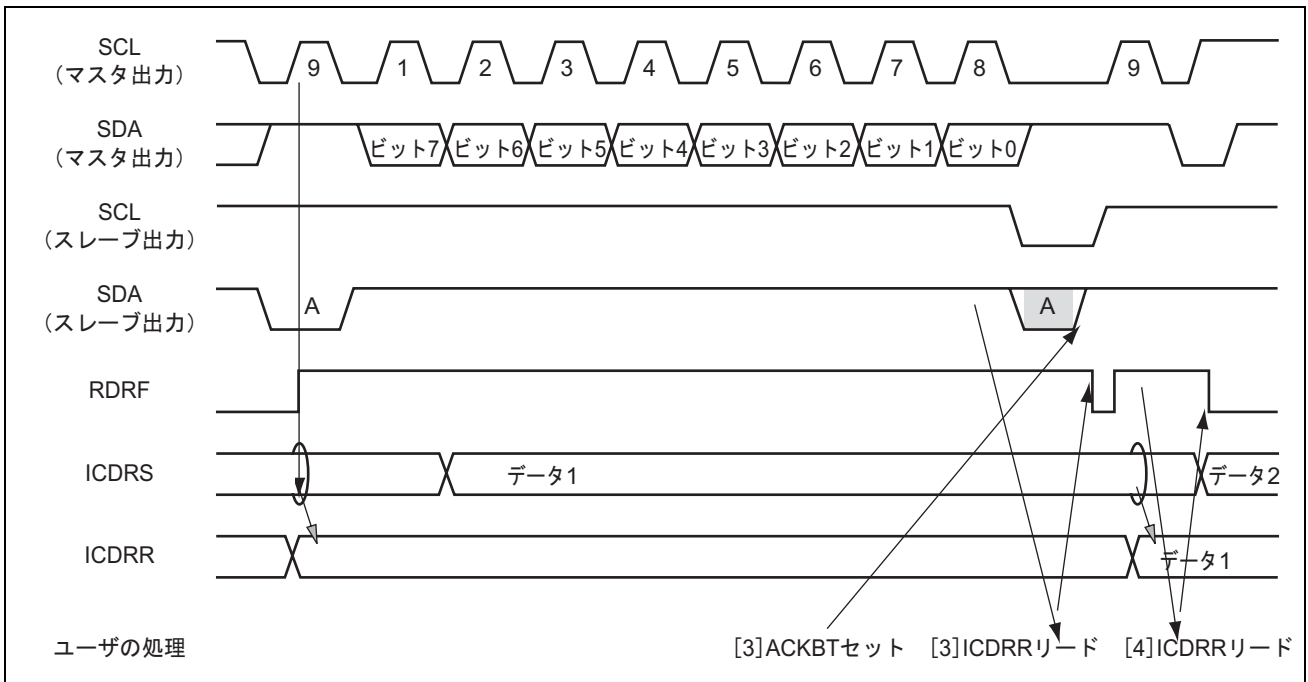 SCL
(マスタ出力)
9 1 2 3 4 5 6 7 8 9
SDA
(マスタ出力)
ビット7 ビット6 ビット5 ビット4 ビット3 ビット2 ビット1 ビット0
SCL
(スレーブ出力)
SDA
(スレーブ出力)
A A
RDRF
ICDRS
データ1 データ2
ICDRR
データ1
ユーザの処理
[3]ACKBTセット [3]ICDRRリード [4]ICDRRリード